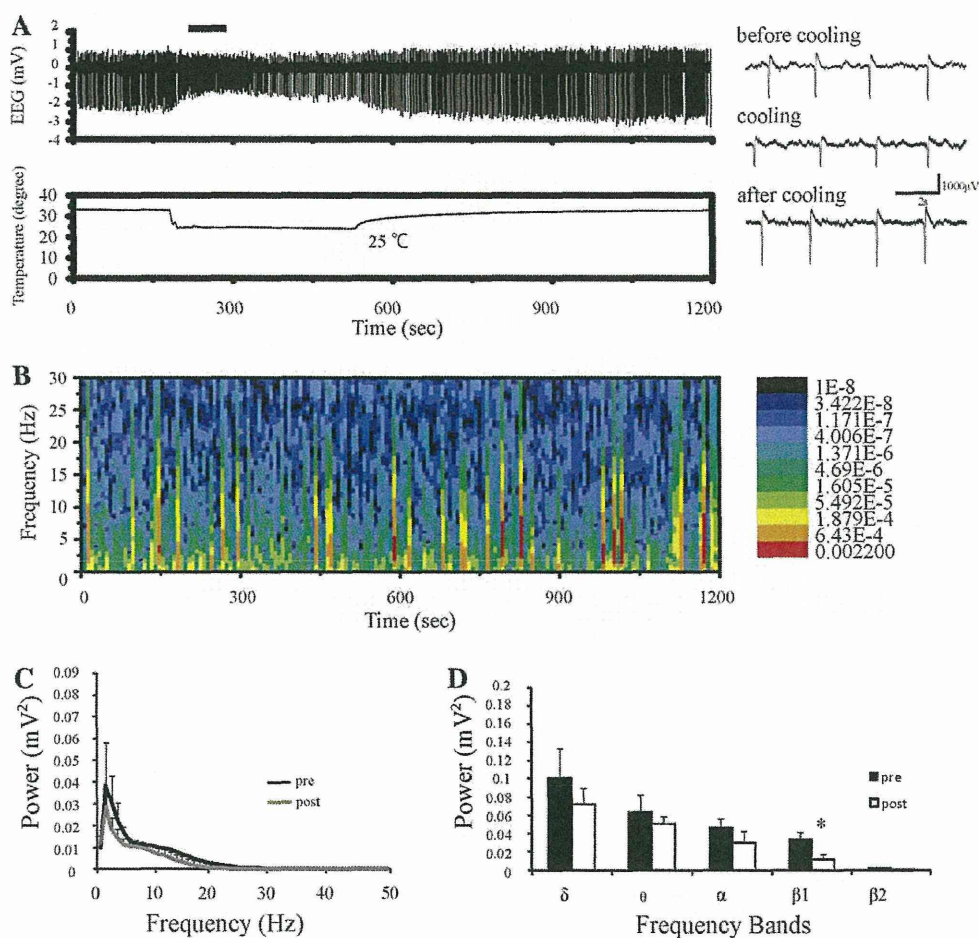 A
EEG (mV)
2
1
0
-1
-2
-3
-4
before cooling
cooling
after cooling
1000μV
2s
Temperature (degree)
40
30
20
10
0
25 ℃
0 300 600 900 1200
Time (sec)
B
Frequency (Hz)
30
25
20
15
10
5
0
0 300 600 900 1200
Time (sec)
1E-8
3.422E-8
1.171E-7
4.006E-7
1.371E-6
4.69E-6
1.605E-5
5.492E-5
1.879E-4
6.43E-4
0.002200
C
Power (mV²)
0.09
0.08
0.07
0.06
0.05
0.04
0.03
0.02
0.01
0
pre
post
0 10 20 30 40 50
Frequency (Hz)
D
Power (mV²)
0.2
0.18
0.16
0.14
0.12
0.1
0.08
0.06
0.04
0.02
0
pre
post
*
δ θ α β1 β2
Frequency Bands